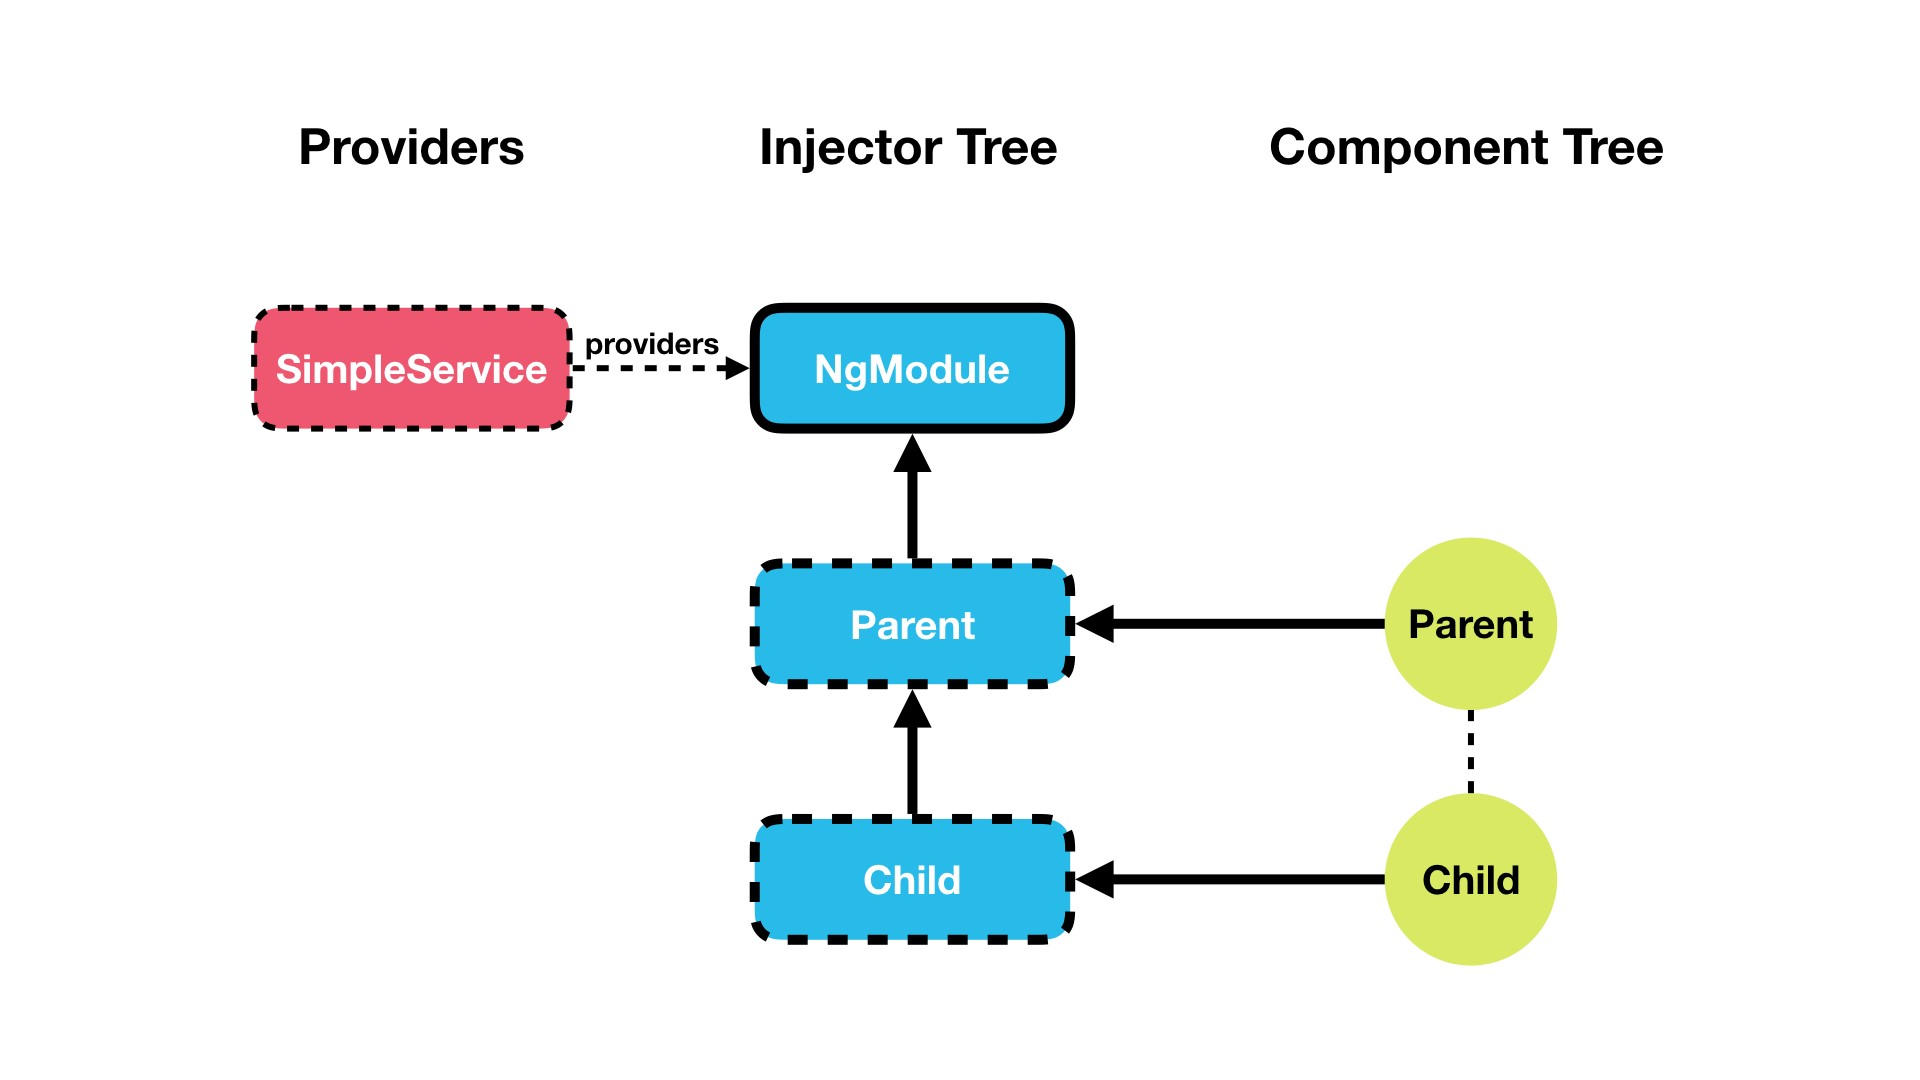 Providers
Injector Tree
Component Tree
SimpleService
providers
NgModule
Parent
Parent
Child
Child